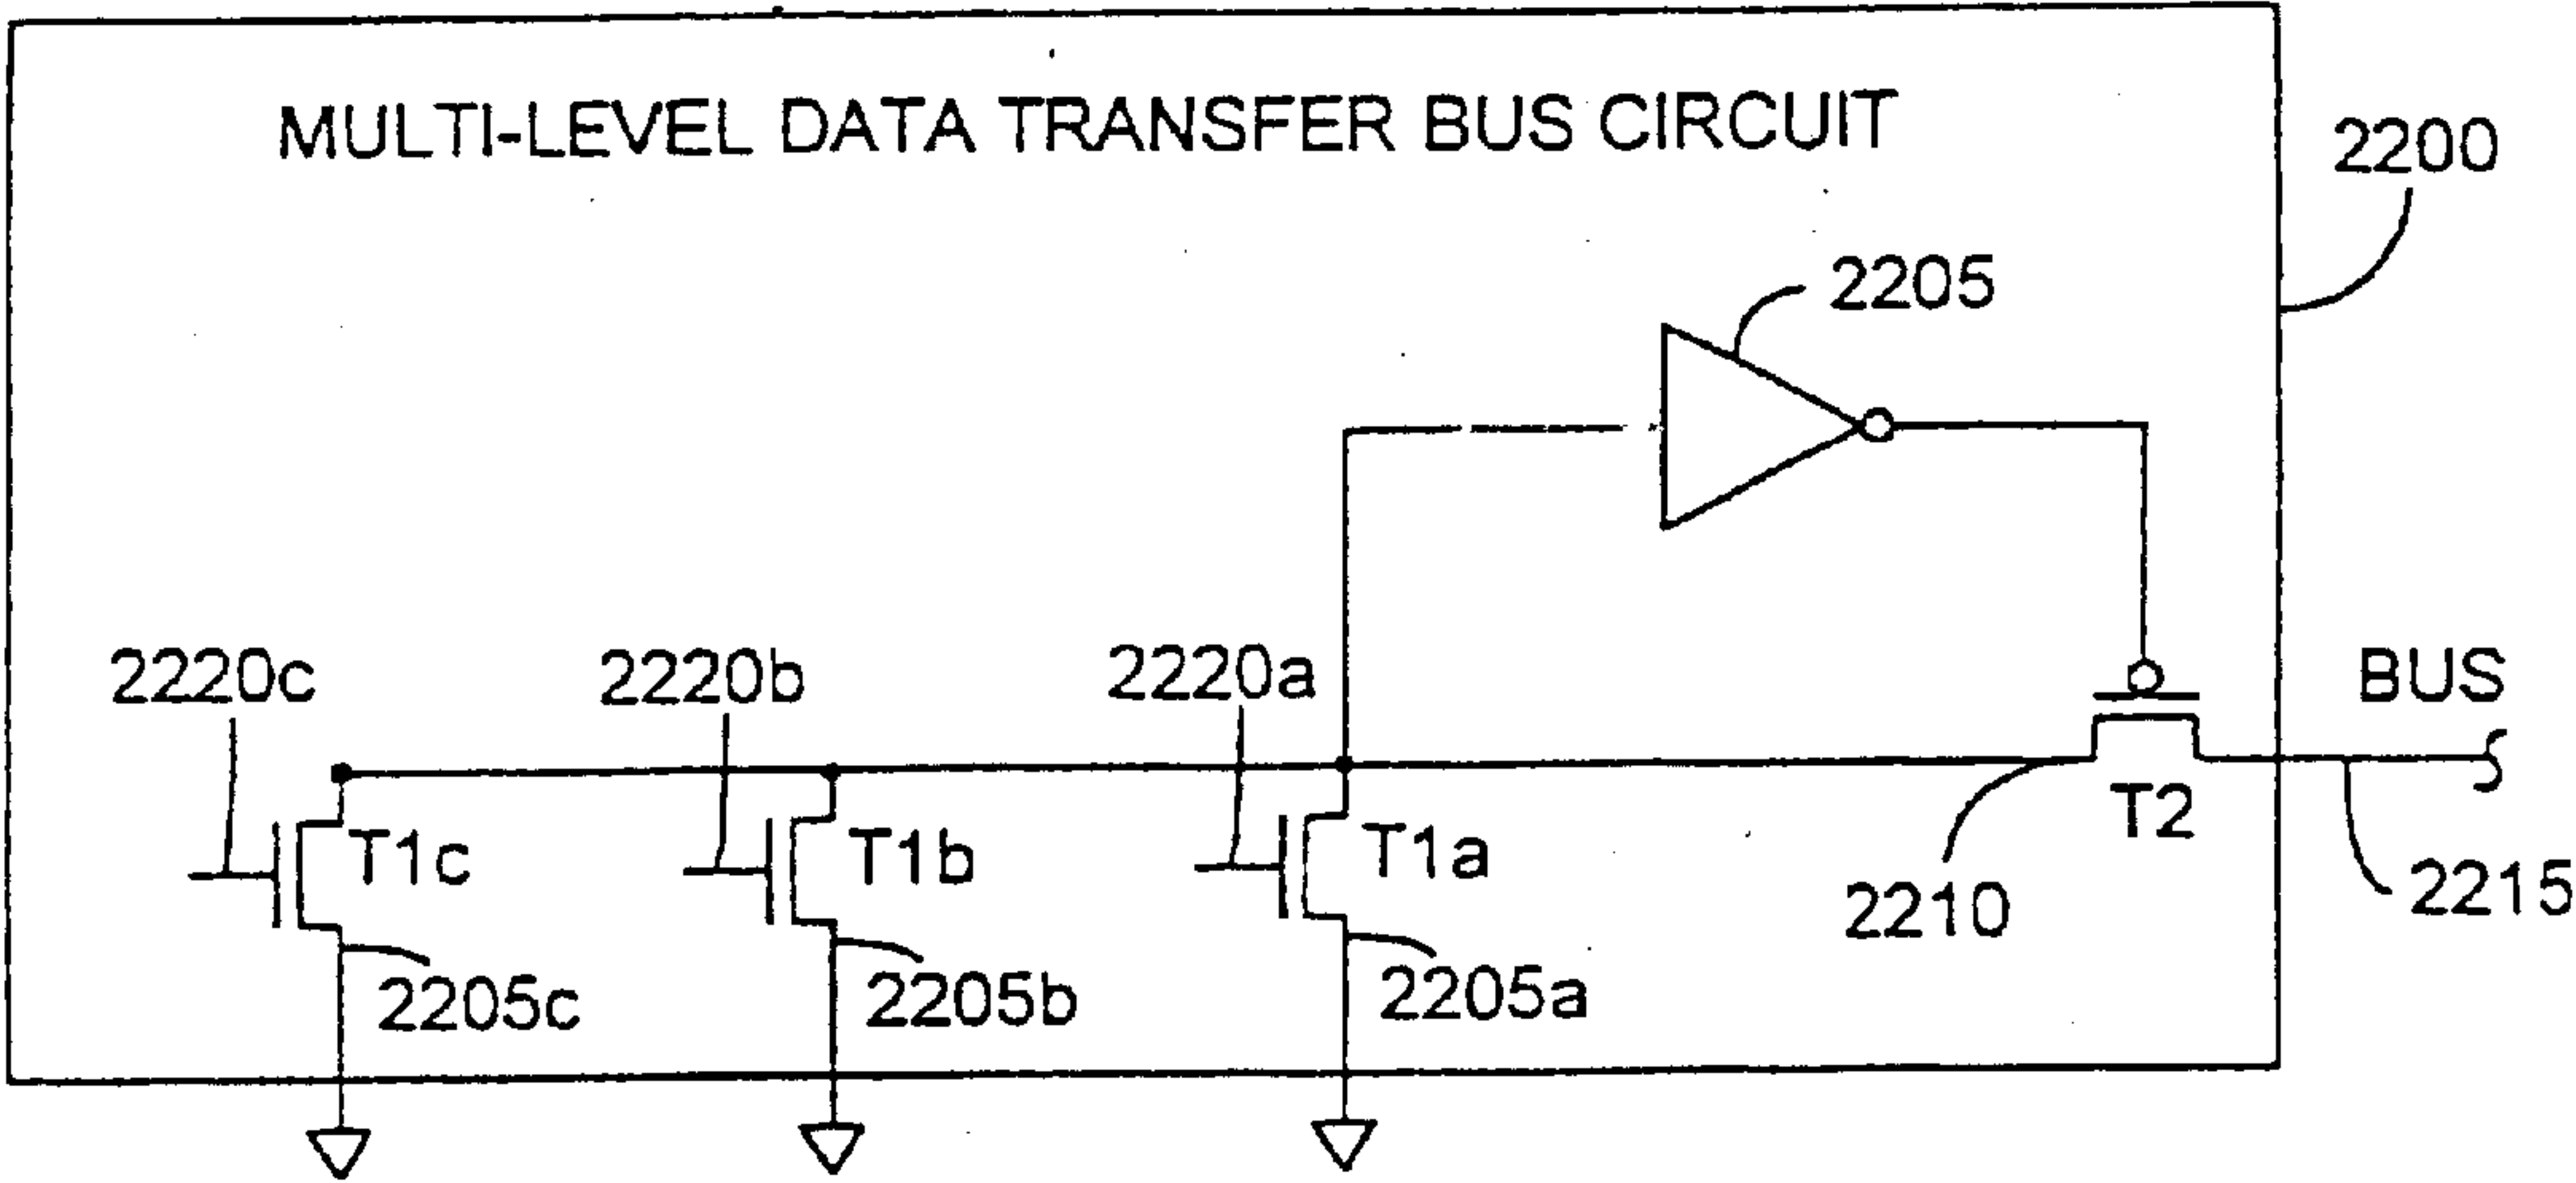 MULTI-LEVEL DATA TRANSFER BUS CIRCUIT
2200
2205
2220c
2220b
2220a
BUS
T1c
T1b
T1a
T2
2210
2215
2205c
2205b
2205a